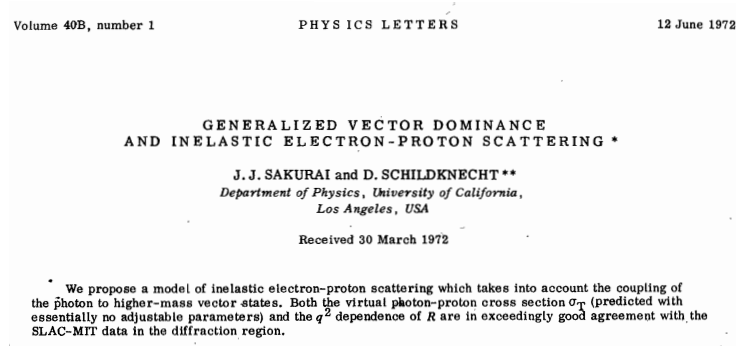 Volume 40B, number 1 PHYSICS LETTERS 12 June 1972
GENERALIZED VECTOR DOMINANCE
AND INELASTIC ELECTRON-PROTON SCATTERING *
J. J. SAKURAI and D. SCHILDKNECHT **
Department of Physics, University of California,
Los Angeles, USA
Received 30 March 1972
We propose a model of inelastic electron-proton scattering which takes into account the coupling of
the photon to higher-mass vector states. Both the virtual photon-proton cross section σT (predicted with
essentially no adjustable parameters) and the q² dependence of R are in exceedingly good agreement with the
SLAC-MIT data in the diffraction region.